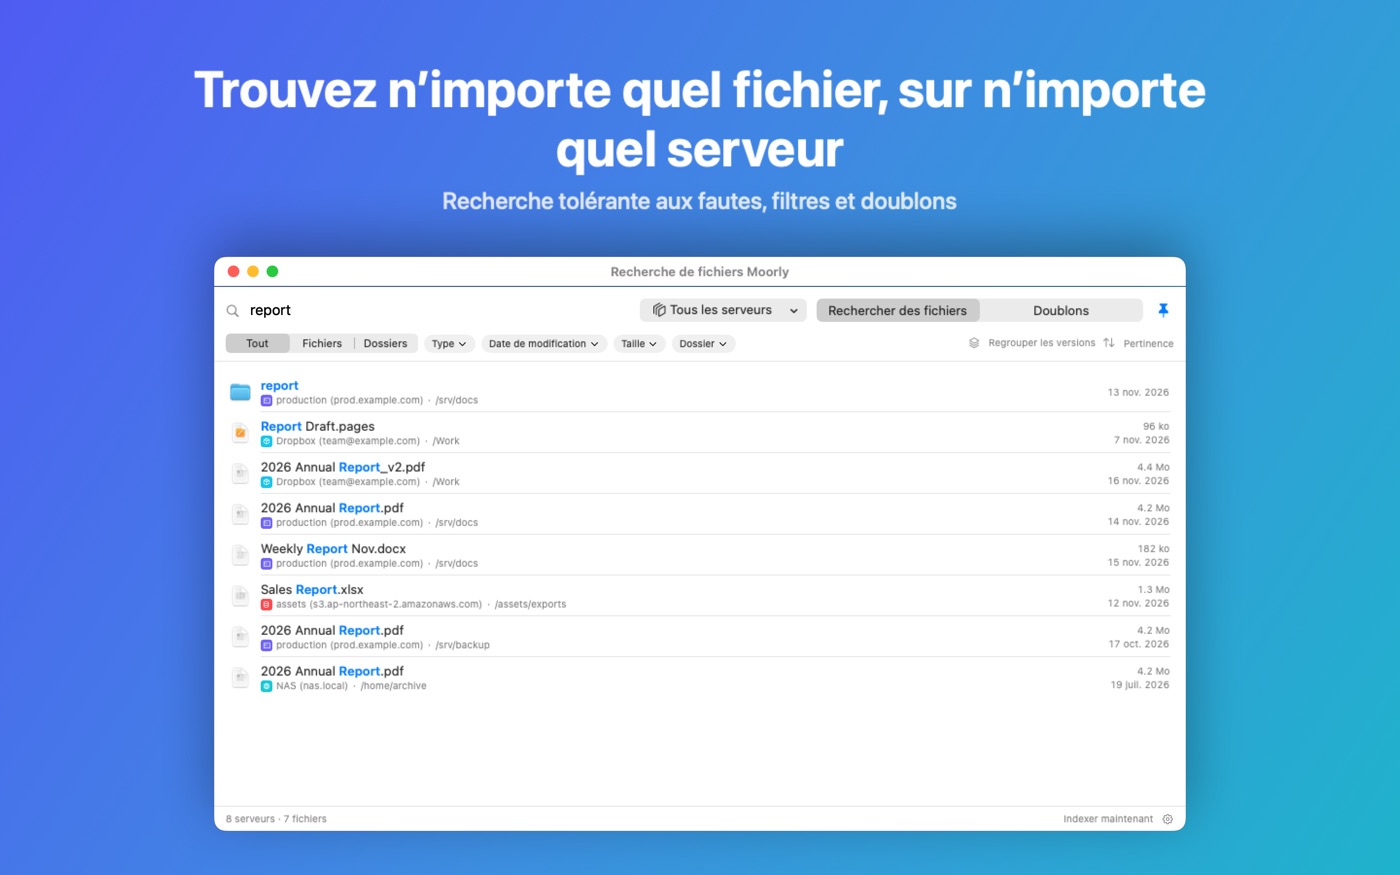 Trouvez n’importe quel fichier, sur n’importe
quel serveur
Recherche tolérante aux fautes, filtres et doublons
Recherche de fichiers Moorly
report
Tous les serveurs
Rechercher des fichiers
Doublons
Tout
Fichiers
Dossiers
Type
Date de modification
Taille
Dossier
Regrouper les versions
Pertinence
report
production (prod.example.com) · /srv/docs
13 nov. 2026
Report Draft.pages
96 ko
Dropbox (team@example.com) · /Work
7 nov. 2026
2026 Annual Report_v2.pdf
4.4 Mo
Dropbox (team@example.com) · /Work
16 nov. 2026
2026 Annual Report.pdf
4.2 Mo
production (prod.example.com) · /srv/docs
14 nov. 2026
Weekly Report Nov.docx
182 ko
production (prod.example.com) · /srv/docs
15 nov. 2026
Sales Report.xlsx
1.3 Mo
assets (s3.ap-northeast-2.amazonaws.com) · /assets/exports
12 nov. 2026
2026 Annual Report.pdf
4.2 Mo
production (prod.example.com) · /srv/backup
17 oct. 2026
2026 Annual Report.pdf
4.2 Mo
NAS (nas.local) · /home/archive
19 juil. 2026
8 serveurs · 7 fichiers
Indexer maintenant